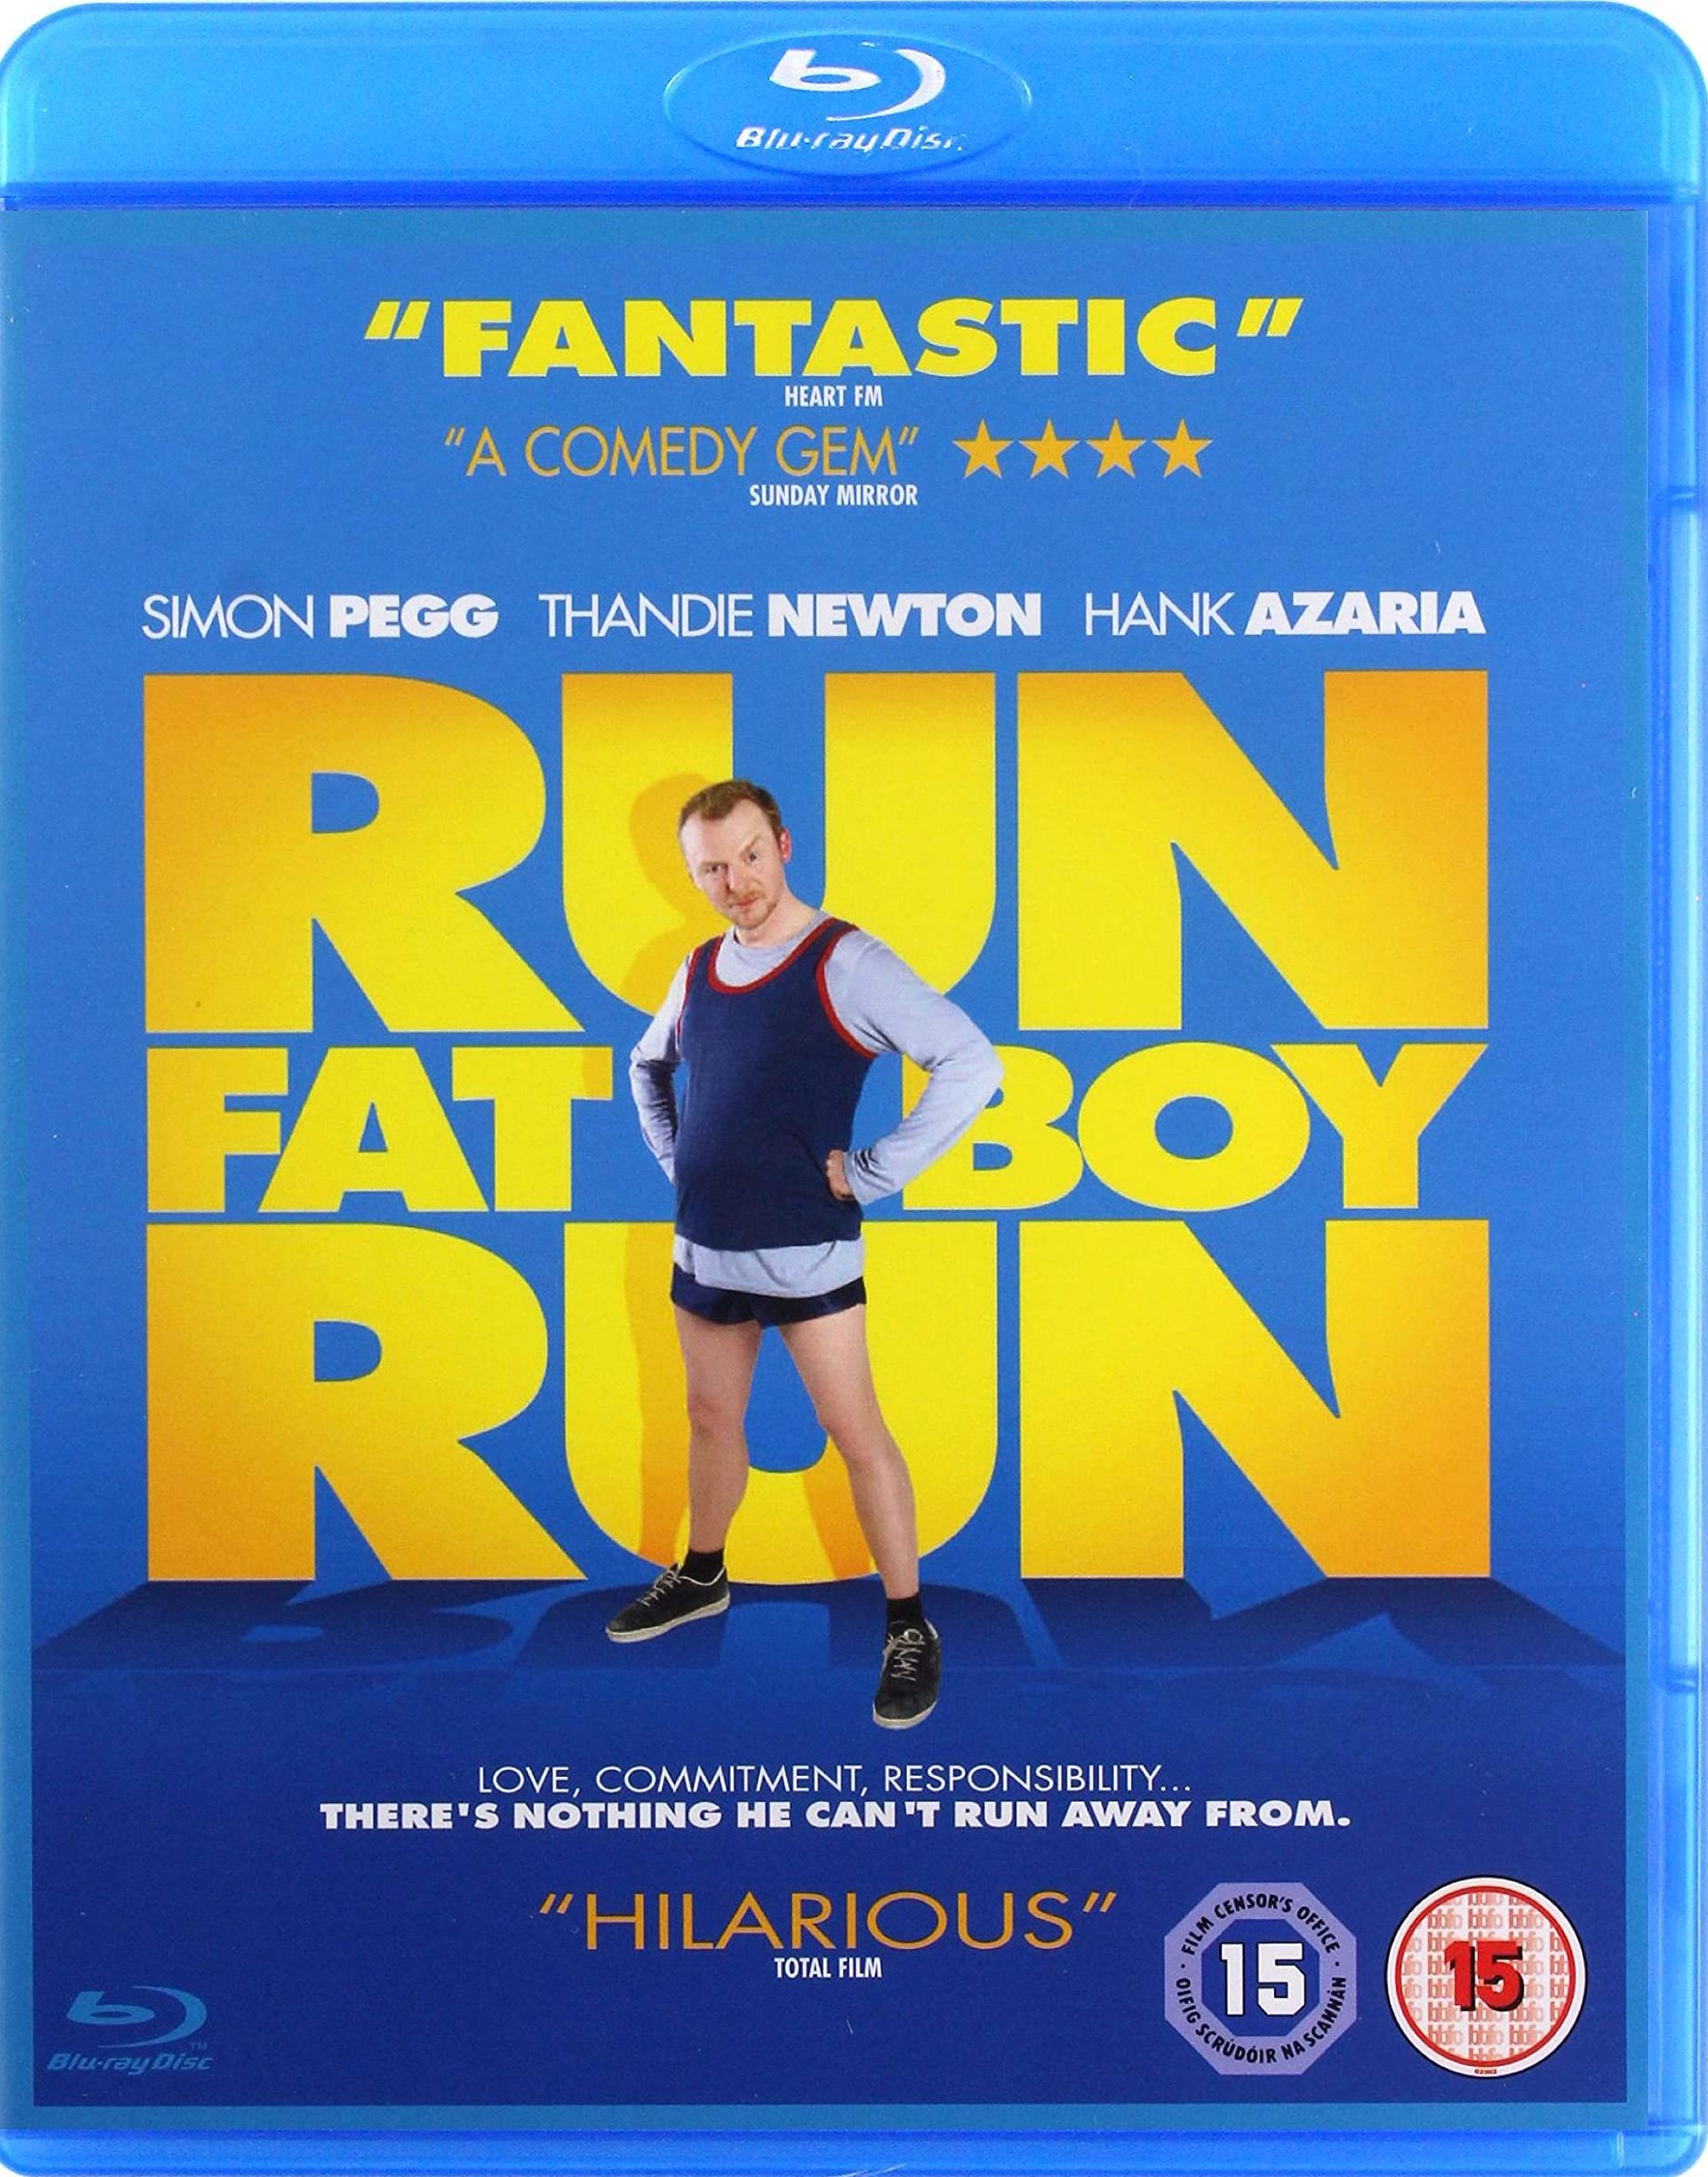 Blu-ray Disc
"FANTASTIC"
HEART FM
"A COMEDY GEM" ★★★★
SUNDAY MIRROR
SIMON PEGG THANDIE NEWTON HANK AZARIA
RUN
FAT BOY
RUN
LOVE, COMMITMENT, RESPONSIBILITY...
THERE'S NOTHING HE CAN'T RUN AWAY FROM.
"HILARIOUS"
TOTAL FILM
· FILM CENSOR'S OFFICE ·
15
OIFIG SCRÚDÓIR NA SCANNÁN
15
Blu-ray Disc™